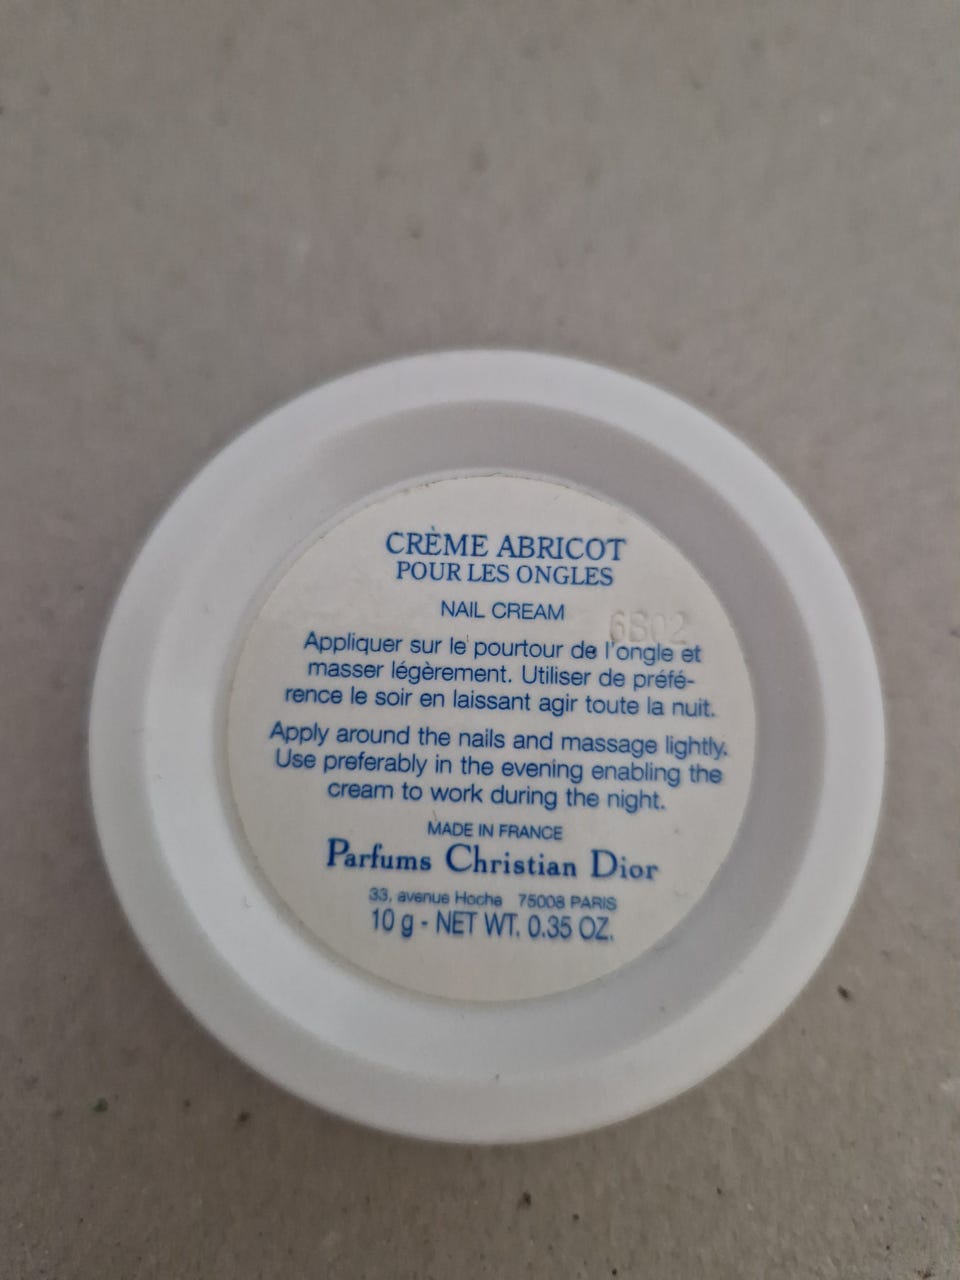 CRÈME ABRICOT
POUR LES ONGLES
NAIL CREAM
6B02
Appliquer sur le pourtour de l'ongle et
masser légèrement. Utiliser de préfé-
rence le soir en laissant agir toute la nuit.
Apply around the nails and massage lightly.
Use preferably in the evening enabling the
cream to work during the night.
MADE IN FRANCE
Parfums Christian Dior
33, avenue Hoche 75008 PARIS
10 g - NET WT. 0.35 OZ.